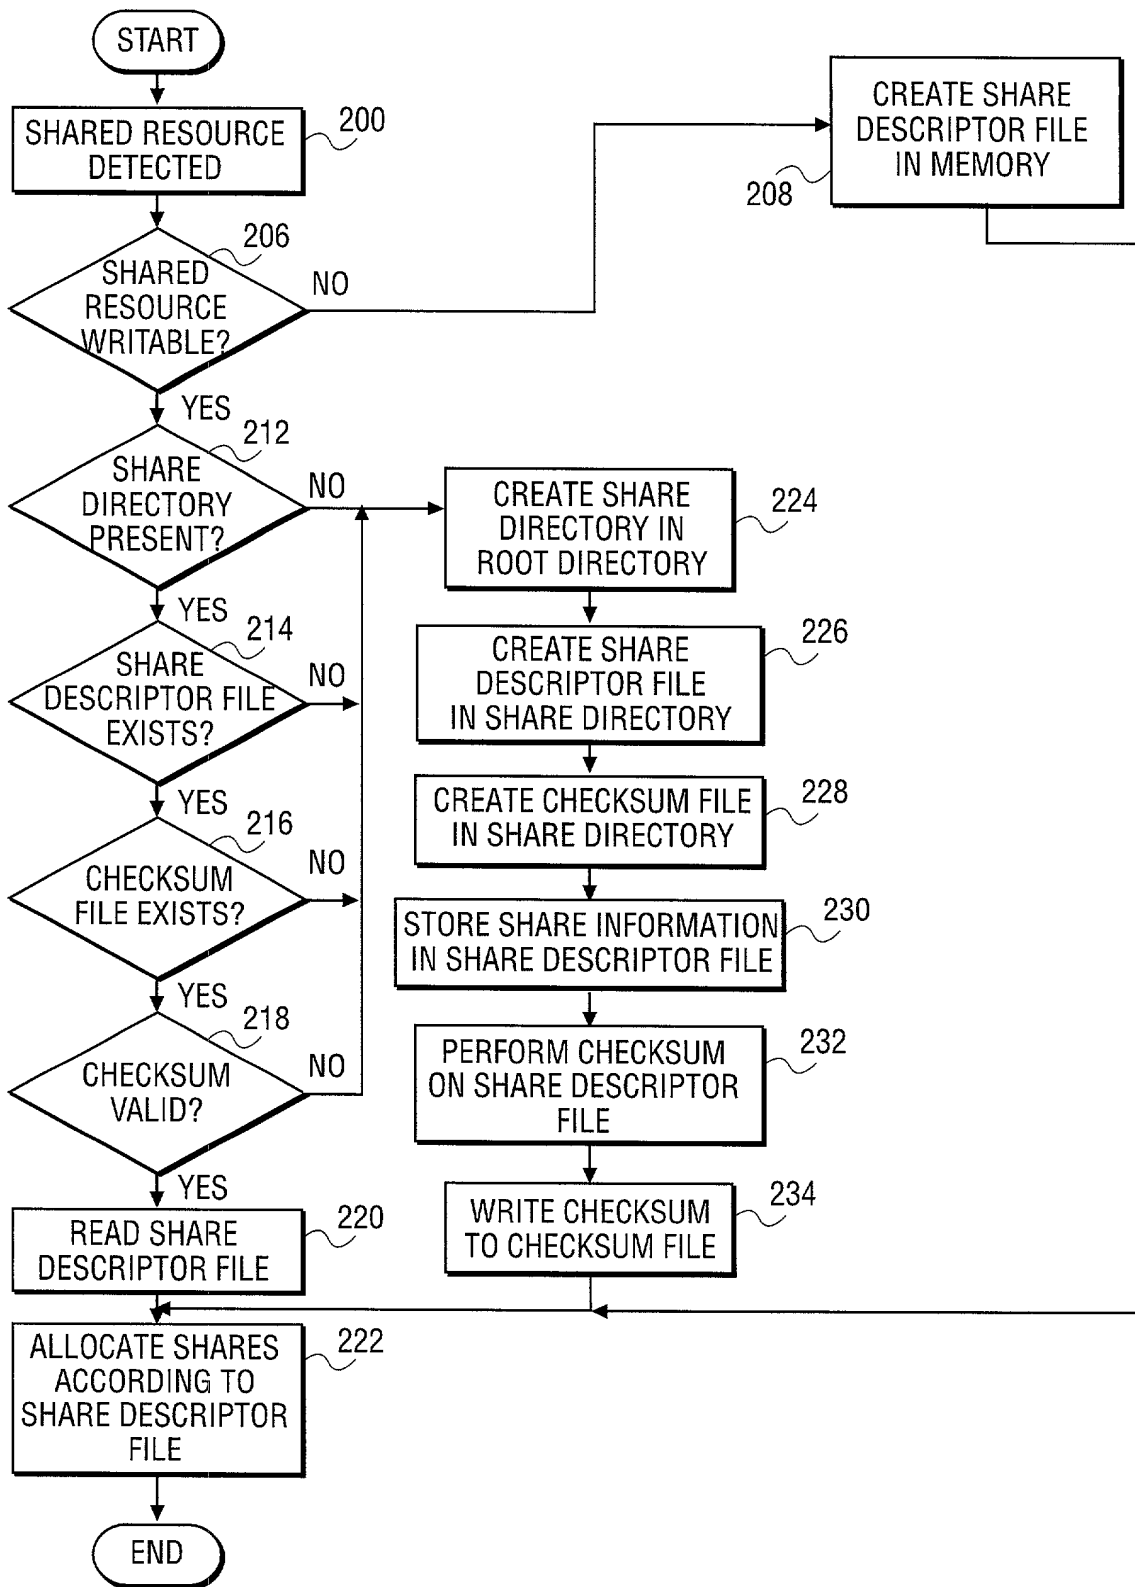 START
SHARED RESOURCE
DETECTED
200
CREATE SHARE
DESCRIPTOR FILE
IN MEMORY
208
206
SHARED
RESOURCE
WRITABLE?
NO
YES
212
SHARE
DIRECTORY
PRESENT?
NO
YES
CREATE SHARE
DIRECTORY IN
ROOT DIRECTORY
224
214
SHARE
DESCRIPTOR FILE
EXISTS?
NO
YES
CREATE SHARE
DESCRIPTOR FILE
IN SHARE DIRECTORY
226
CREATE CHECKSUM FILE
IN SHARE DIRECTORY
228
216
CHECKSUM
FILE EXISTS?
NO
YES
STORE SHARE INFORMATION
IN SHARE DESCRIPTOR FILE
230
218
CHECKSUM
VALID?
NO
YES
PERFORM CHECKSUM
ON SHARE DESCRIPTOR
FILE
232
WRITE CHECKSUM
TO CHECKSUM FILE
234
READ SHARE
DESCRIPTOR FILE
220
ALLOCATE SHARES
ACCORDING TO
SHARE DESCRIPTOR
FILE
222
END